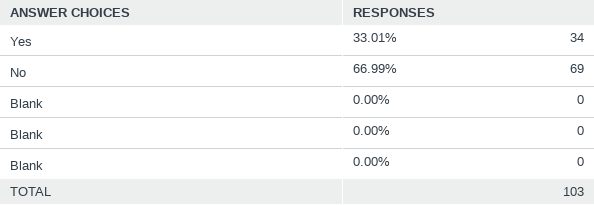 ANSWER CHOICES RESPONSES
Yes 33.01% 34
No 66.99% 69
Blank 0.00% 0
Blank 0.00% 0
Blank 0.00% 0
TOTAL 103